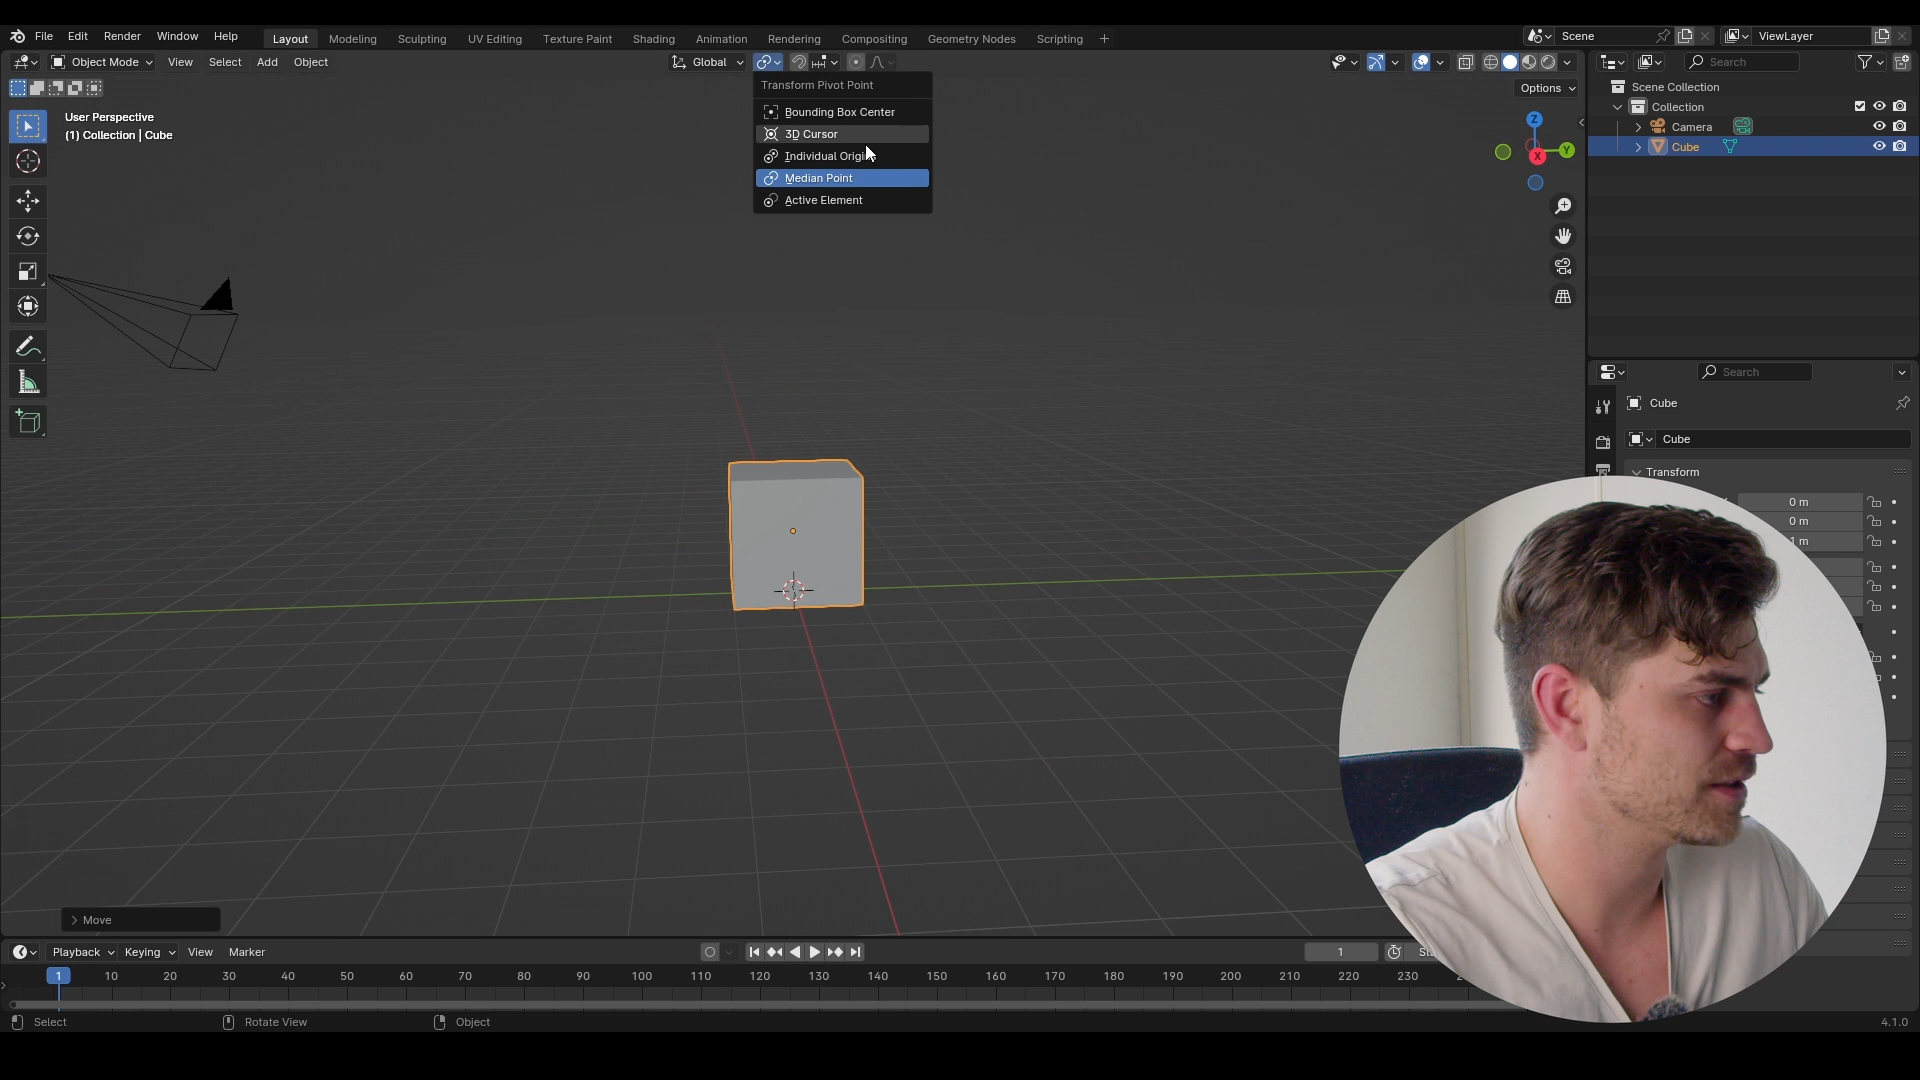 File Edit Render Window Help
Layout Modeling Sculpting UV Editing Texture Paint Shading Animation Rendering Compositing Geometry Nodes Scripting +
Scene
ViewLayer
Object Mode View Select Add Object
Global
Options
Transform Pivot Point
Bounding Box Center
3D Cursor
Individual Origi
Median Point
Active Element
User Perspective
(1) Collection | Cube
Z
Y
X
Search
Scene Collection
Collection
Camera
Cube
Search
Cube
Cube
Transform
0 m
0 m
1 m
Move
Playback Keying View Marker
1
1 10 20 30 40 50 60 70 80 90 100 110 120 130 140 150 160 170 180 190 200 210 220 230
Select
Rotate View
Object
4.1.0